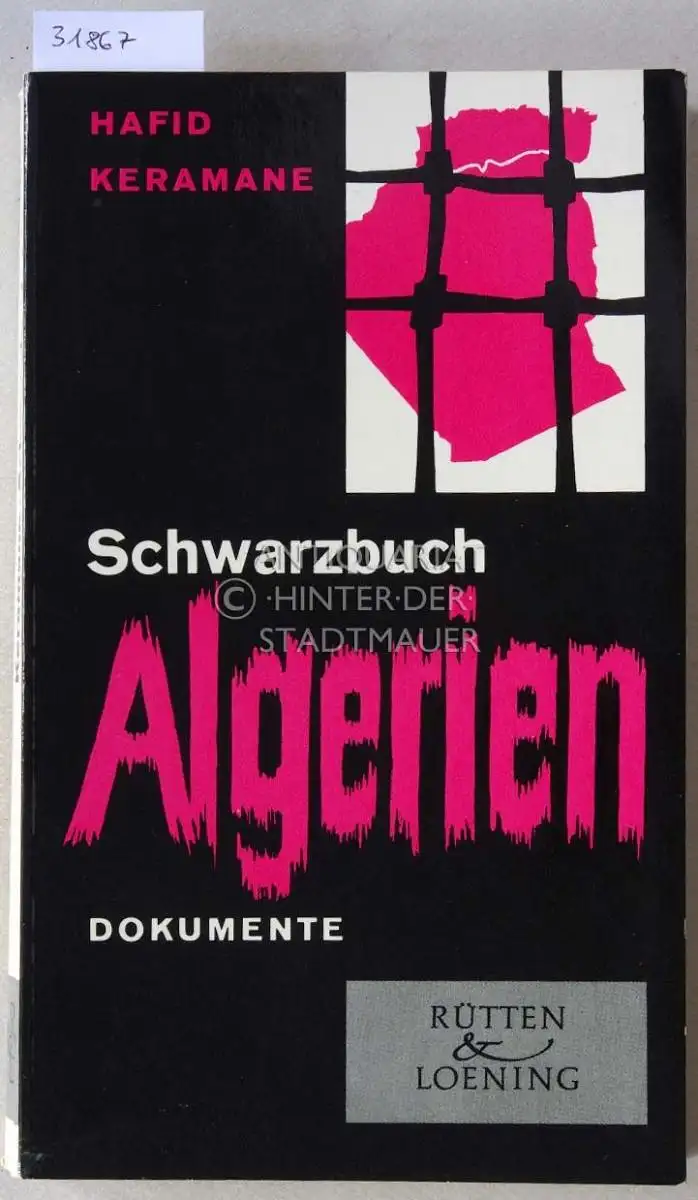 31867
HAFID
KERAMANE
Schwarzbuch
ANTIQUARIAT
© ·HINTER·DER·
STADTMAUER
Algerien
DOKUMENTE
RÜTTEN
&
LOENING